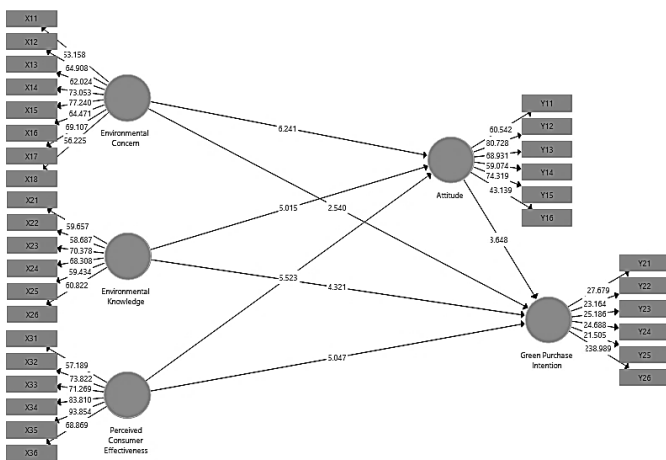 X11
X12
X13
X14
X15
X16
X17
X18
53.158
64.908
62.024
73.053
77.240
64.471
69.107
56.225
Environmental
Concern
X21
X22
X23
X24
X25
X26
59.657
58.687
70.378
68.308
59.434
60.822
Environmental
Knowledge
X31
X32
X33
X34
X35
X36
57.189
73.822
71.269
83.810
93.854
68.869
Perceived
Consumer
Effectiveness
6.241
5.015
2.540
5.523
4.321
5.047
3.648
Attitude
60.542
80.728
68.931
59.074
74.319
43.139
Y11
Y12
Y13
Y14
Y15
Y16
Green Purchase
Intention
27.679
23.164
25.186
24.688
21.505
238.989
Y21
Y22
Y23
Y24
Y25
Y26